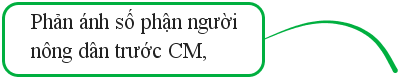 Phản ánh số phận người
nông dân trước CM,